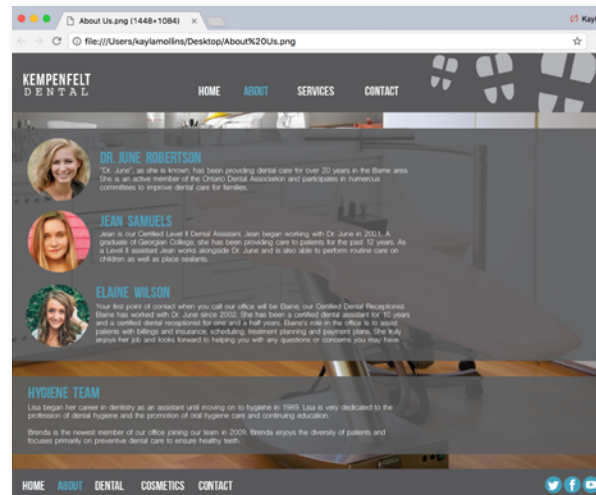 About Us.png (1448×1084)
Kayl
file:///Users/kaylamollins/Desktop/About%20Us.png
KEMPENFELT
DENTAL
HOME ABOUT SERVICES CONTACT
DR. JUNE ROBERTSON
"Dr. June", as she is known, has been providing dental care for over 20 years in the Barrie area
She is an active member of the Ontario Dental Association and participates in numerous
committees to improve dental care for families.
JEAN SAMUELS
Jean is our Certified Level II Dental Assistant. Jean began working with Dr. June in 2001. A
graduate of Georgian College, she has been providing care to patients for the past 12 years. As
a Level II assistant Jean works alongside Dr. June and is also able to perform routine care on
children as well as place sealants.
ELAINE WILSON
Your first point of contact when you call our office will be Elaine, our Certified Dental Receptionist.
Elaine has worked with Dr. June since 2002. She has been a certified dental assistant for 10 years
and a certified dental receptionist for one and a half years. Elaine's role in the office is to assist
patients with billings and insurance, scheduling, treatment planning and payment plans. She truly
enjoys her job and looks forward to helping you with any questions or concerns you may have.
HYGIENE TEAM
Lisa began her career in dentistry as an assistant until moving on to hygiene in 1989. Lisa is very dedicated to the
profession of dental hygiene and the promotion of oral hygiene care and continuing education.
Brenda is the newest member of our office joining our team in 2009. Brenda enjoys the diversity of patients and
focuses primarily on preventive dental care to ensure healthy teeth.
HOME ABOUT DENTAL COSMETICS CONTACT